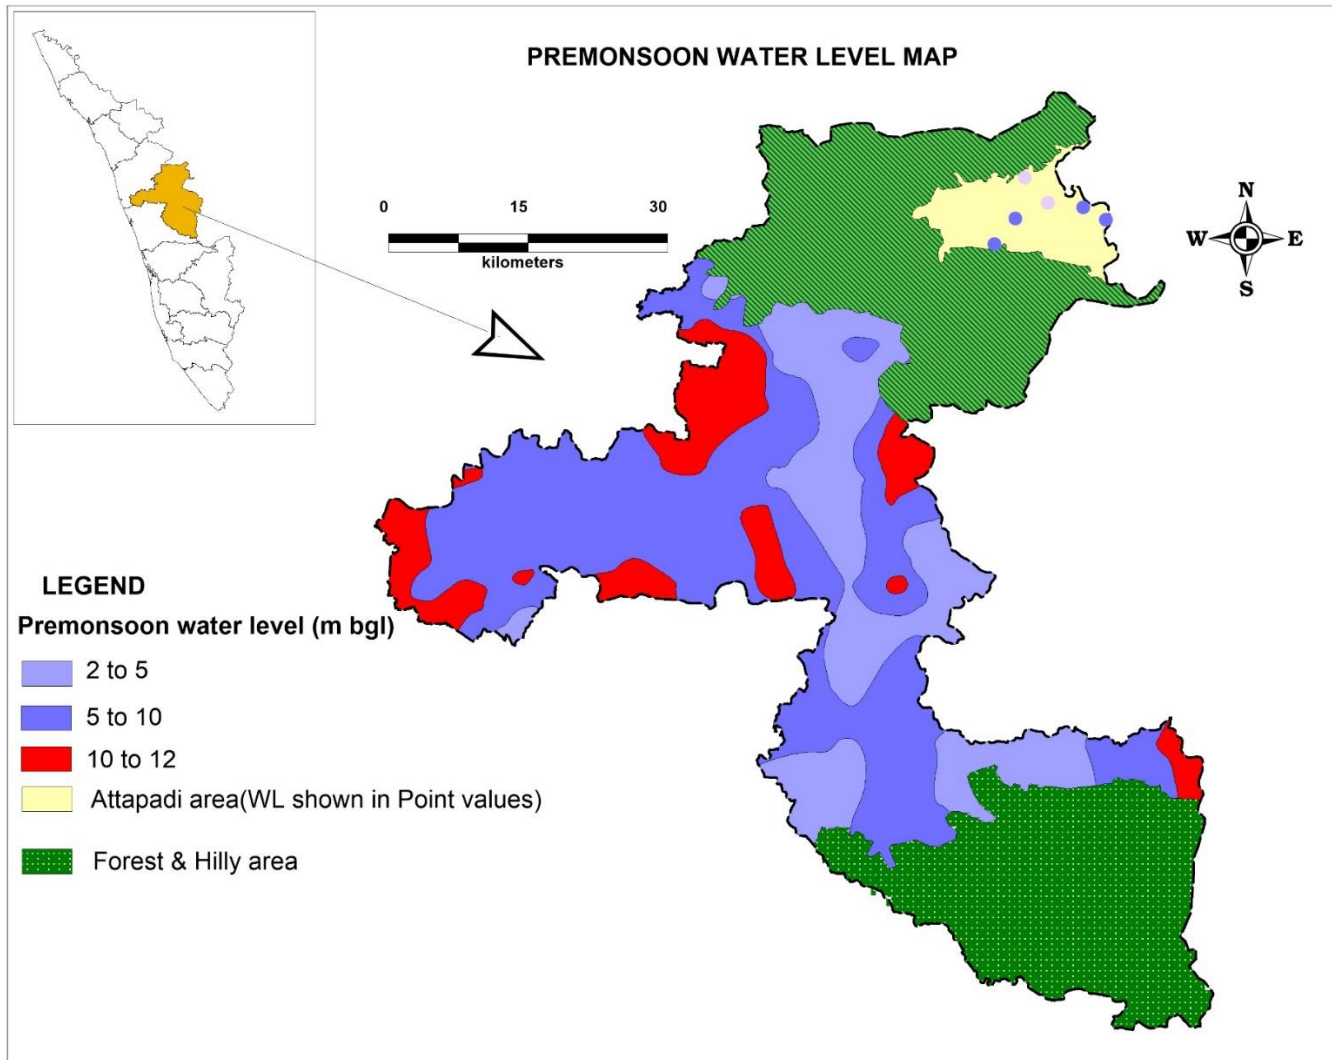 PREMONSOON WATER LEVEL MAP
0 15 30
kilometers
N
W E
S
LEGEND
Premonsoon water level (m bgl)
2 to 5
5 to 10
10 to 12
Attapadi area(WL shown in Point values)
Forest & Hilly area